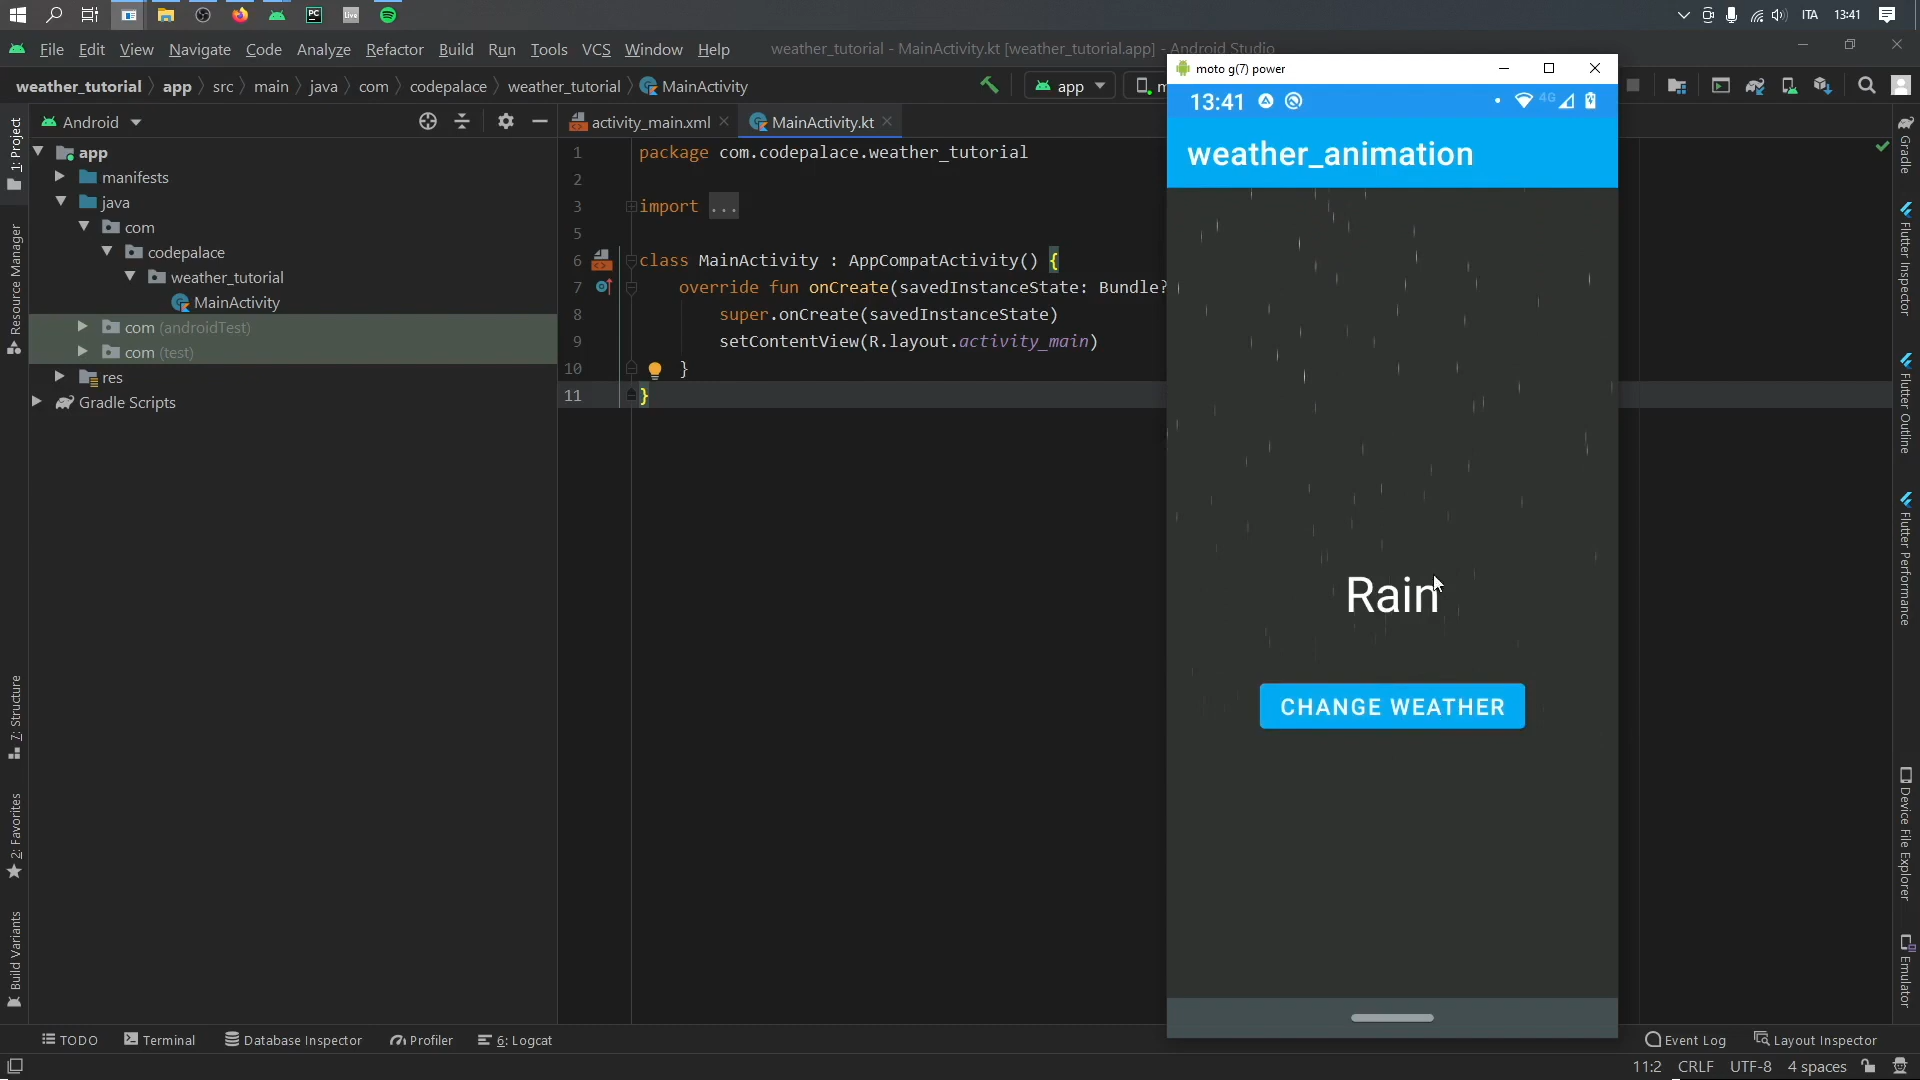 ITA
13:41
File Edit View Navigate Code Analyze Refactor Build Run Tools VCS Window Help
weather_tutorial - MainActivity.kt [weather_tutorial.app] - Android Studio
weather_tutorial app src main java com codepalace weather_tutorial MainActivity
app
Android
activity_main.xml
MainActivity.kt
app
manifests
java
com
codepalace
weather_tutorial
MainActivity
com (androidTest)
com (test)
res
Gradle Scripts
1 package com.codepalace.weather_tutorial
2
3 import ...
5
6 class MainActivity : AppCompatActivity() {
7 override fun onCreate(savedInstanceState: Bundle?
8 super.onCreate(savedInstanceState)
9 setContentView(R.layout.activity_main)
10 }
11 }
moto g(7) power
13:41
4G
weather_animation
Rain
CHANGE WEATHER
1: Project
Resource Manager
7: Structure
2: Favorites
Build Variants
Gradle
Flutter Inspector
Flutter Outline
Flutter Performance
Device File Explorer
Emulator
TODO
Terminal
Database Inspector
Profiler
6: Logcat
Event Log
Layout Inspector
11:2 CRLF UTF-8 4 spaces